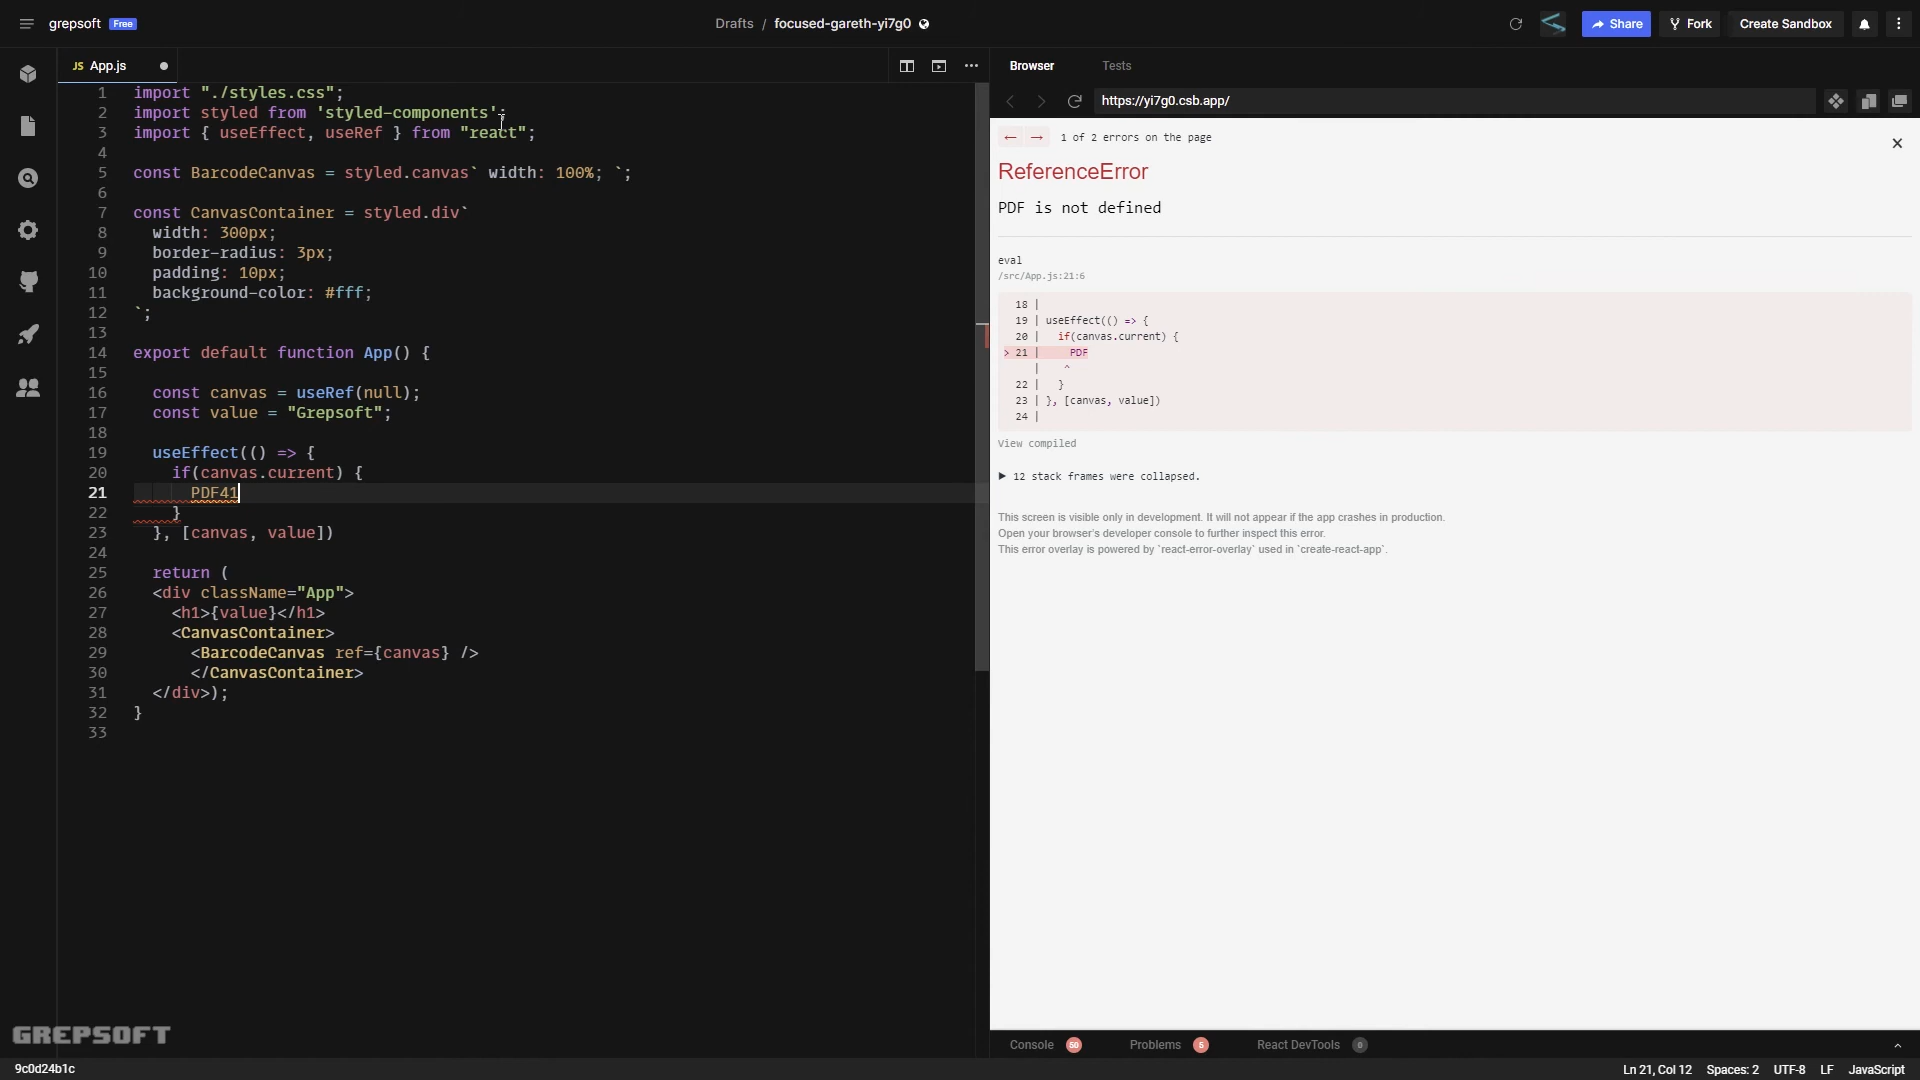 grepsoft Free
Drafts / focused-gareth-yi7g0
Share Fork Create Sandbox
JS App.js
Browser Tests
https://yi7g0.csb.app/
1 import "./styles.css";
2 import styled from 'styled-components';
3 import { useEffect, useRef } from "react";
4
5 const BarcodeCanvas = styled.canvas` width: 100%; `;
6
7 const CanvasContainer = styled.div`
8 width: 300px;
9 border-radius: 3px;
10 padding: 10px;
11 background-color: #fff;
12 `;
13
14 export default function App() {
15
16 const canvas = useRef(null);
17 const value = "Grepsoft";
18
19 useEffect(() => {
20 if(canvas.current) {
21 PDF41
22 }
23 }, [canvas, value])
24
25 return (
26 <div className="App">
27 <h1>{value}</h1>
28 <CanvasContainer>
29 <BarcodeCanvas ref={canvas} />
30 </CanvasContainer>
31 </div>);
32 }
33
← → 1 of 2 errors on the page
ReferenceError
PDF is not defined
eval
/src/App.js:21:6
18 |
19 | useEffect(() => {
20 | if(canvas.current) {
> 21 | PDF
| ^
22 | }
23 | }, [canvas, value])
24 |
View compiled
▶ 12 stack frames were collapsed.
This screen is visible only in development. It will not appear if the app crashes in production.
Open your browser's developer console to further inspect this error.
This error overlay is powered by `react-error-overlay` used in `create-react-app`.
GREPSOFT
Console 50 Problems 5 React DevTools 0
9c0d24b1c
Ln 21, Col 12 Spaces: 2 UTF-8 LF JavaScript